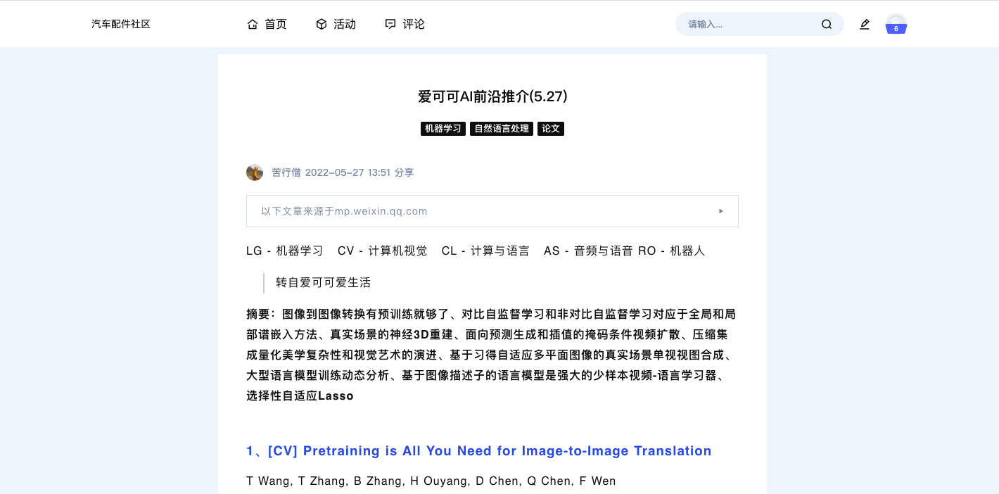 汽车配件社区 首页 活动 评论 请输入... 6
爱可可AI前沿推介(5.27)
机器学习 自然语言处理 论文
苦行僧 2022-05-27 13:51 分享
以下文章来源于mp.weixin.qq.com
LG - 机器学习 CV - 计算机视觉 CL - 计算与语言 AS - 音频与语音 RO - 机器人
转自爱可可爱生活
摘要：图像到图像转换有预训练就够了、对比自监督学习和非对比自监督学习对应于全局和局
部谱嵌入方法、真实场景的神经3D重建、面向预测生成和插值的掩码条件视频扩散、压缩集
成量化美学复杂性和视觉艺术的演进、基于习得自适应多平面图像的真实场景单视视图合成、
大型语言模型训练动态分析、基于图像描述子的语言模型是强大的少样本视频-语言学习器、
选择性自适应Lasso
1、[CV] Pretraining is All You Need for Image-to-Image Translation
T Wang, T Zhang, B Zhang, H Ouyang, D Chen, Q Chen, F Wen